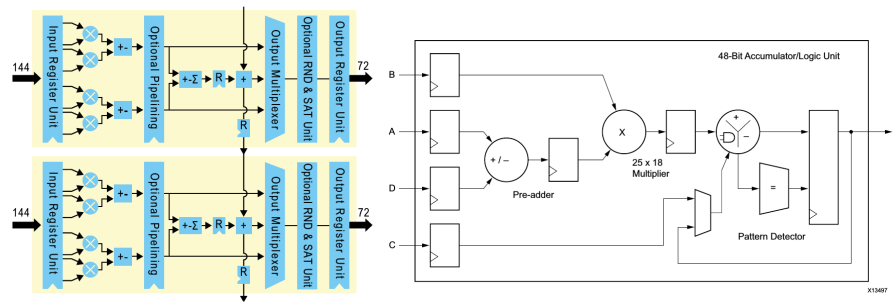 144
Input Register Unit
+-
+-
Optional Pipelining
+-Σ
R
+
R
Output Multiplexer
Optional RND & SAT Unit
Output Register Unit
72
144
Input Register Unit
+-
+-
Optional Pipelining
+-Σ
R
+
R
Output Multiplexer
Optional RND & SAT Unit
Output Register Unit
72
48-Bit Accumulator/Logic Unit
B
A
D
C
+ / –
Pre-adder
X
25 x 18
Multiplier
+
–
=
Pattern Detector
X13497